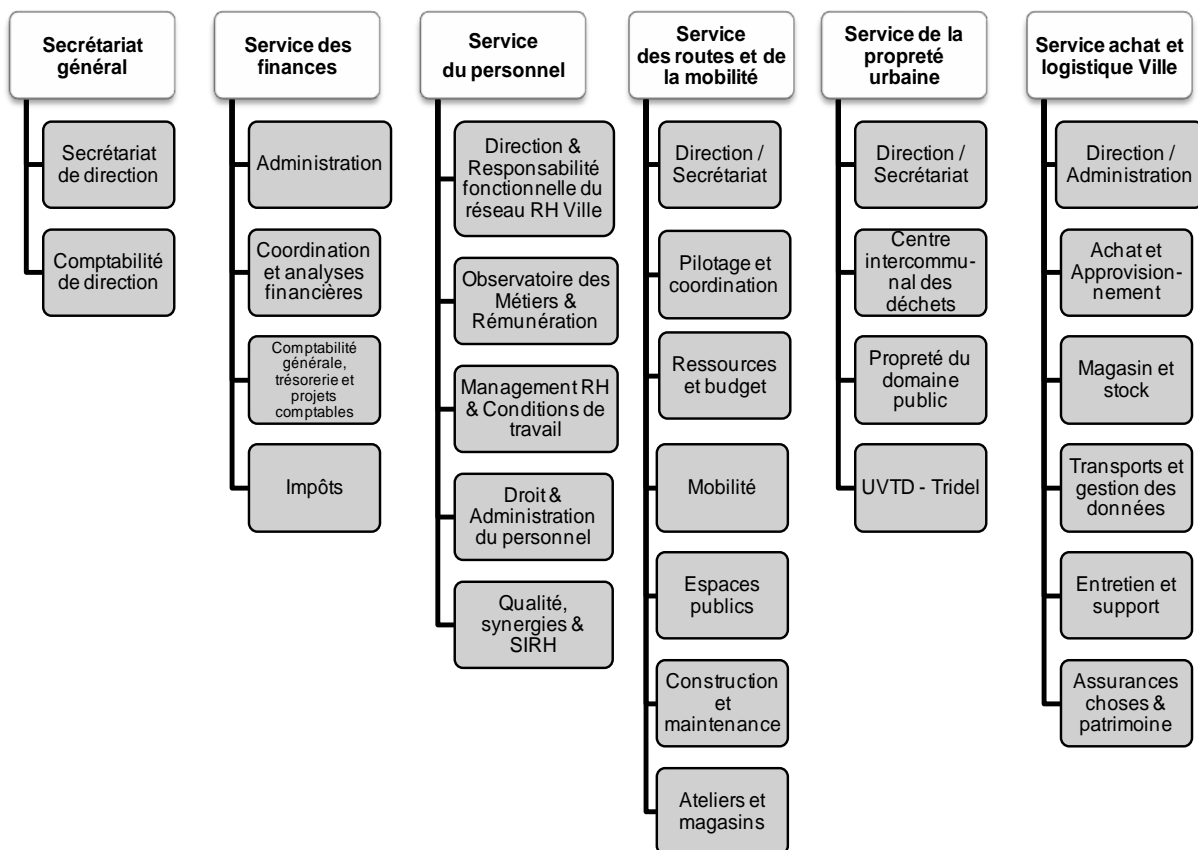 Secrétariat
général
Secrétariat
de direction
Comptabilité
de direction
Service des
finances
Administration
Coordination
et analyses
financières
Comptabilité
générale,
trésorerie et
projets
comptables
Impôts
Service
du personnel
Direction &
Responsabilité
fonctionnelle du
réseau RH Ville
Observatoire des
Métiers &
Rémunération
Management RH
& Conditions de
travail
Droit &
Administration
du personnel
Qualité,
synergies &
SIRH
Service
des routes et de
la mobilité
Direction /
Secrétariat
Pilotage et
coordination
Ressources
et budget
Mobilité
Espaces
publics
Construction
et
maintenance
Ateliers et
magasins
Service de la
propreté
urbaine
Direction /
Secrétariat
Centre
intercommu-
nal des
déchets
Propreté du
domaine
public
UVTD - Tridel
Service achat et
logistique Ville
Direction /
Administration
Achat et
Approvision-
nement
Magasin et
stock
Transports et
gestion des
données
Entretien et
support
Assurances
choses &
patrimoine